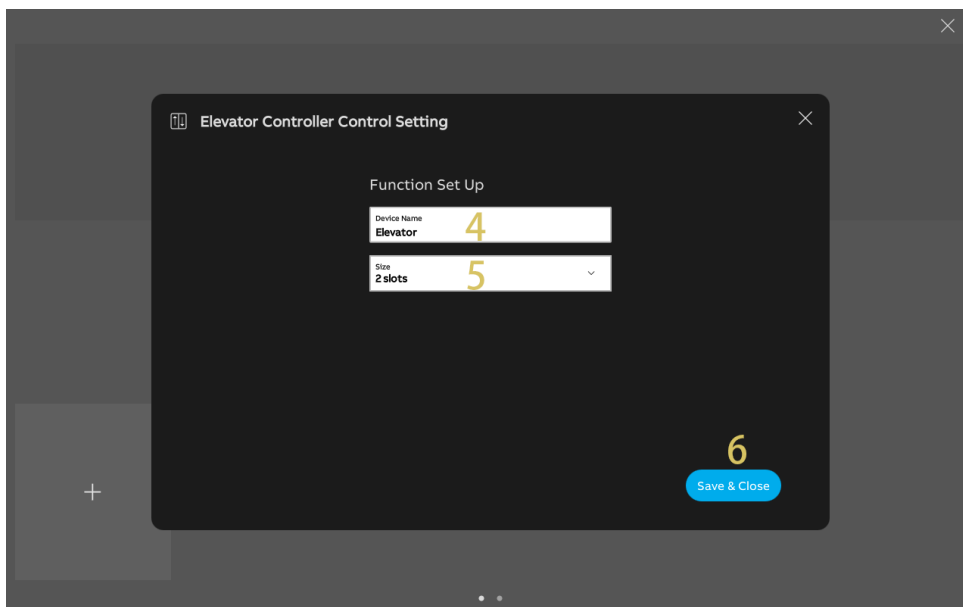 Elevator Controller Control Setting
Function Set Up
Device Name
Elevator
4
Size
2 slots
5
6
Save & Close